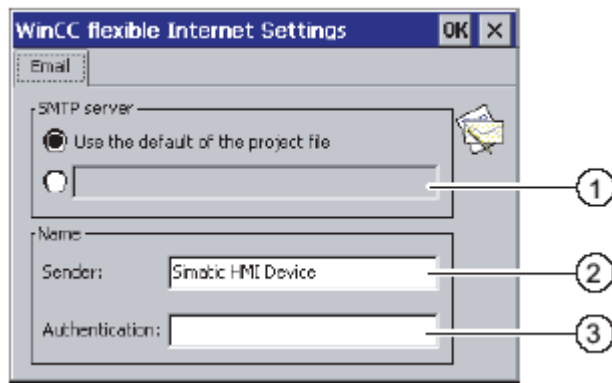 WinCC flexible Internet Settings OK ×
Email
SMTP server
Use the default of the project file
1
Name
Sender: Simatic HMI Device
2
Authentication:
3